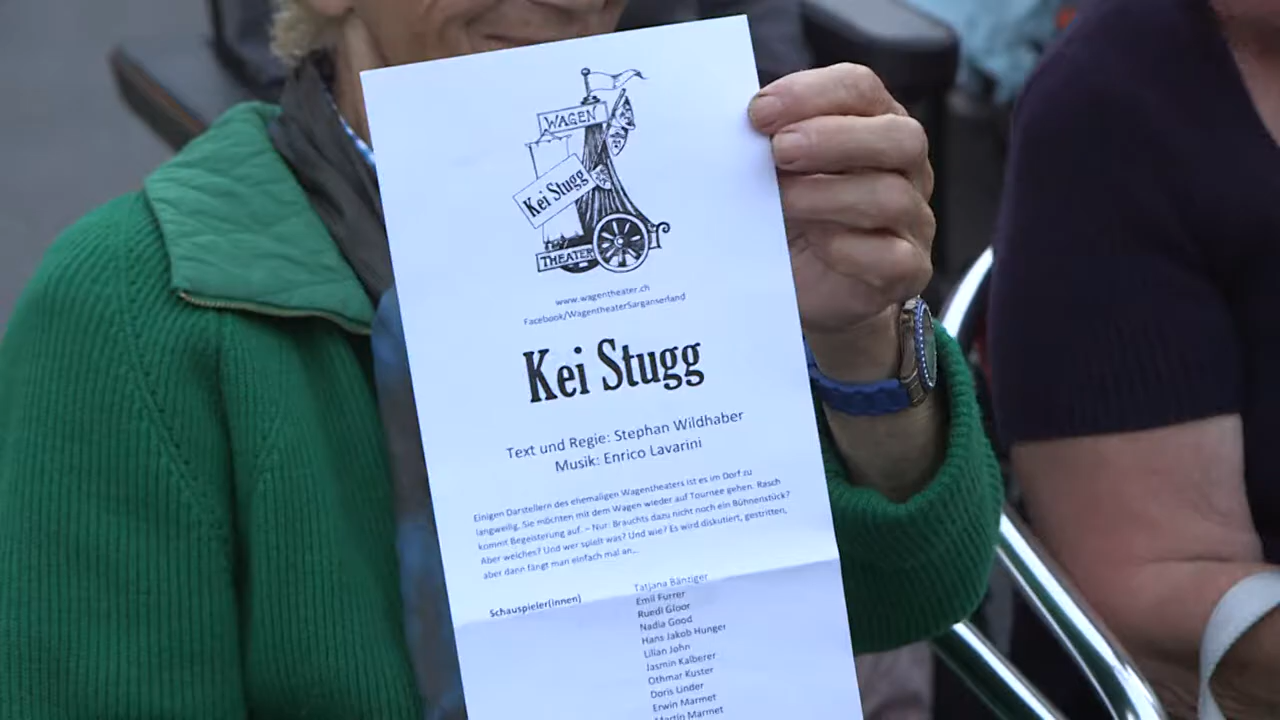 WAGEN
Kei Stugg
THEATER
www.wagentheater.ch
Facebook/WagentheaterSarganserland
Kei Stugg
Text und Regie: Stephan Wildhaber
Musik: Enrico Lavarini
Einigen Darstellern des ehemaligen Wagentheaters ist es im Dorf zu
langweilig. Sie möchten mit dem Wagen wieder auf Tournée gehen. Rasch
kommt Begeisterung auf. – Nur: Brauchts dazu nicht noch ein Bühnenstück?
Aber welches? Und wer spielt was? Und wie? Es wird diskutiert, gestritten,
aber dann fängt man einfach mal an...
Schauspieler(innen) Tatjana Bänziger
Emil Furrer
Ruedi Gloor
Nadia Good
Hans Jakob Hunger
Lilian John
Jasmin Kalberer
Othmar Kuster
Doris Linder
Erwin Marmet
Martin Marmet